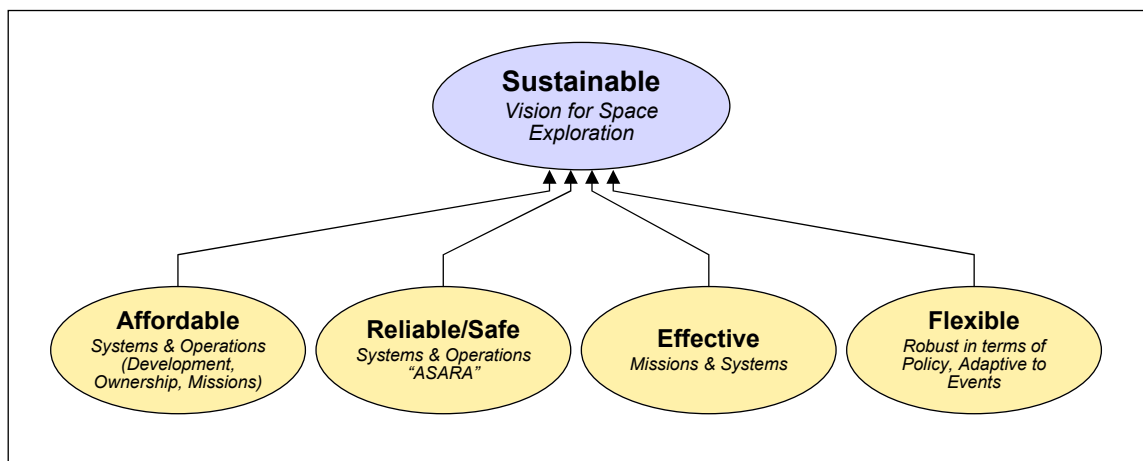 Sustainable
Vision for Space
Exploration
Affordable
Systems & Operations
(Development,
Ownership, Missions)
Reliable/Safe
Systems & Operations
“ASARA”
Effective
Missions & Systems
Flexible
Robust in terms of
Policy, Adaptive to
Events